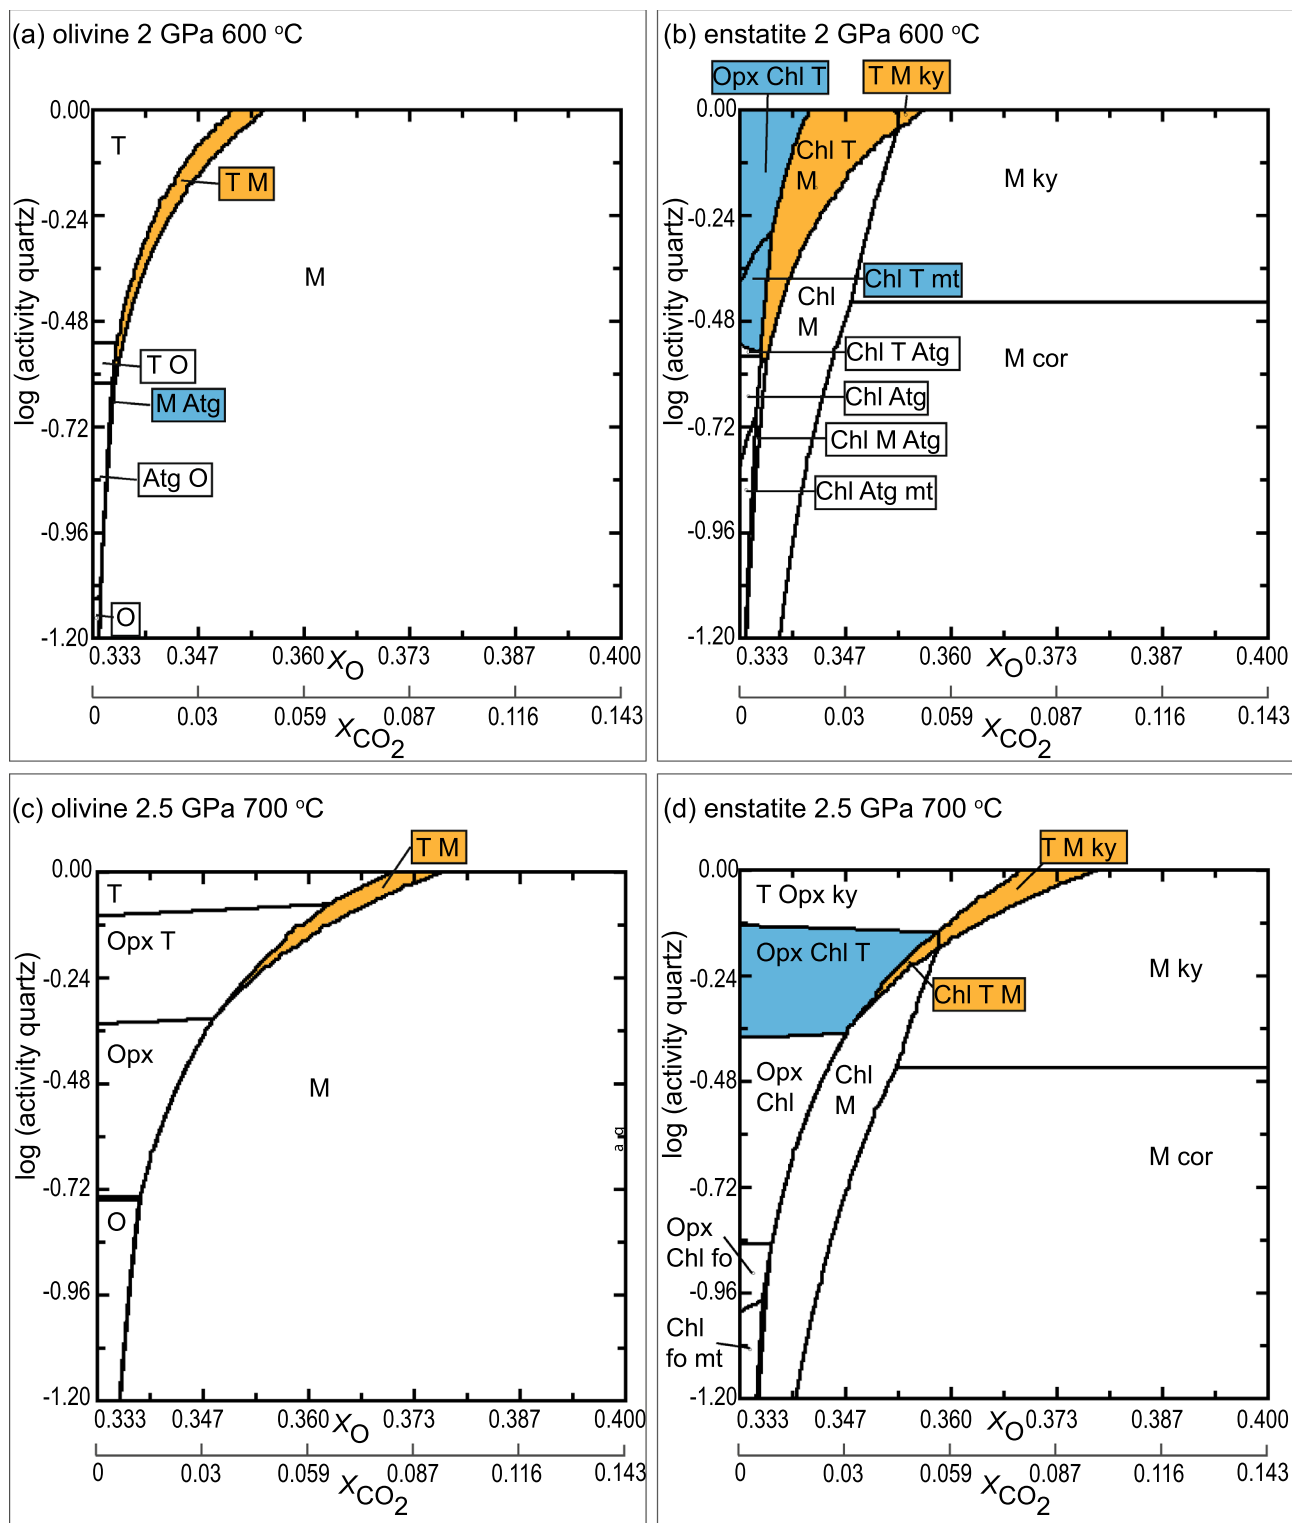 (a) olivine 2 GPa 600 °C
0.00
-0.24
-0.48
-0.72
-0.96
-1.20
log (activity quartz)
T
T M
M
T O
M Atg
Atg O
O
0.333 0.347 0.360 0.373 0.387 0.400
XO
0 0.03 0.059 0.087 0.116 0.143
XCO2
(b) enstatite 2 GPa 600 °C
Opx Chl T
T M ky
0.00
-0.24
-0.48
-0.72
-0.96
-1.20
log (activity quartz)
Chl T
M
M ky
Chl T mt
Chl
M
Chl T Atg
M cor
Chl Atg
Chl M Atg
Chl Atg mt
0.333 0.347 0.360 0.373 0.387 0.400
XO
0 0.03 0.059 0.087 0.116 0.143
XCO2
(c) olivine 2.5 GPa 700 °C
T M
0.00
-0.24
-0.48
-0.72
-0.96
-1.20
log (activity quartz)
T
Opx T
Opx
M
a q
O
0.333 0.347 0.360 0.373 0.387 0.400
XO
0 0.03 0.059 0.087 0.116 0.143
XCO2
(d) enstatite 2.5 GPa 700 °C
T M ky
0.00
-0.24
-0.48
-0.72
-0.96
-1.20
log (activity quartz)
T Opx ky
Opx Chl T
M ky
Chl T M
Opx
Chl
Chl
M
M cor
Opx
Chl fo
Chl
fo mt
0.333 0.347 0.360 0.373 0.387 0.400
XO
0 0.03 0.059 0.087 0.116 0.143
XCO2